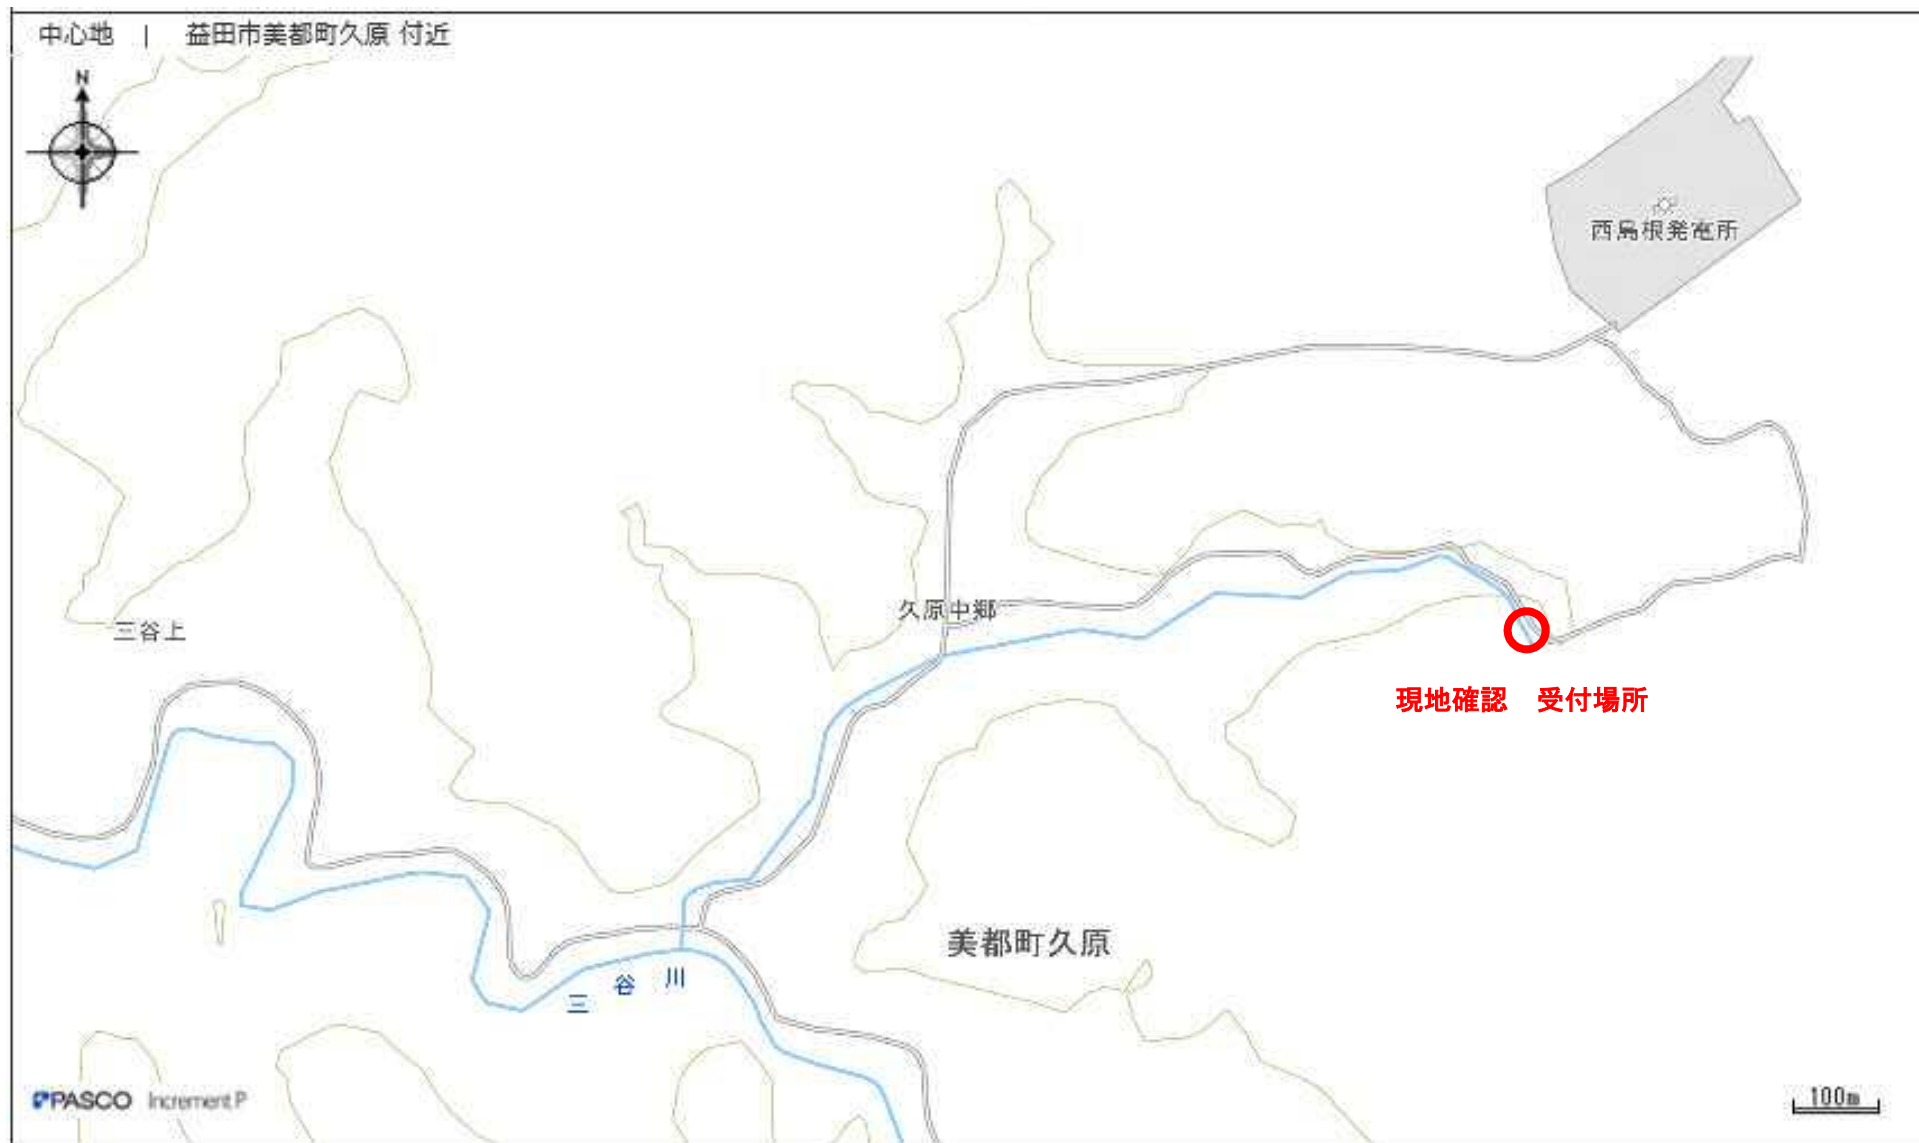 中心地 | 益田市美都町久原 付近
N
西島根発電所
久原中郷
三谷上
現地確認 受付場所
美都町久原
三谷川
PASCO Increment P
100m